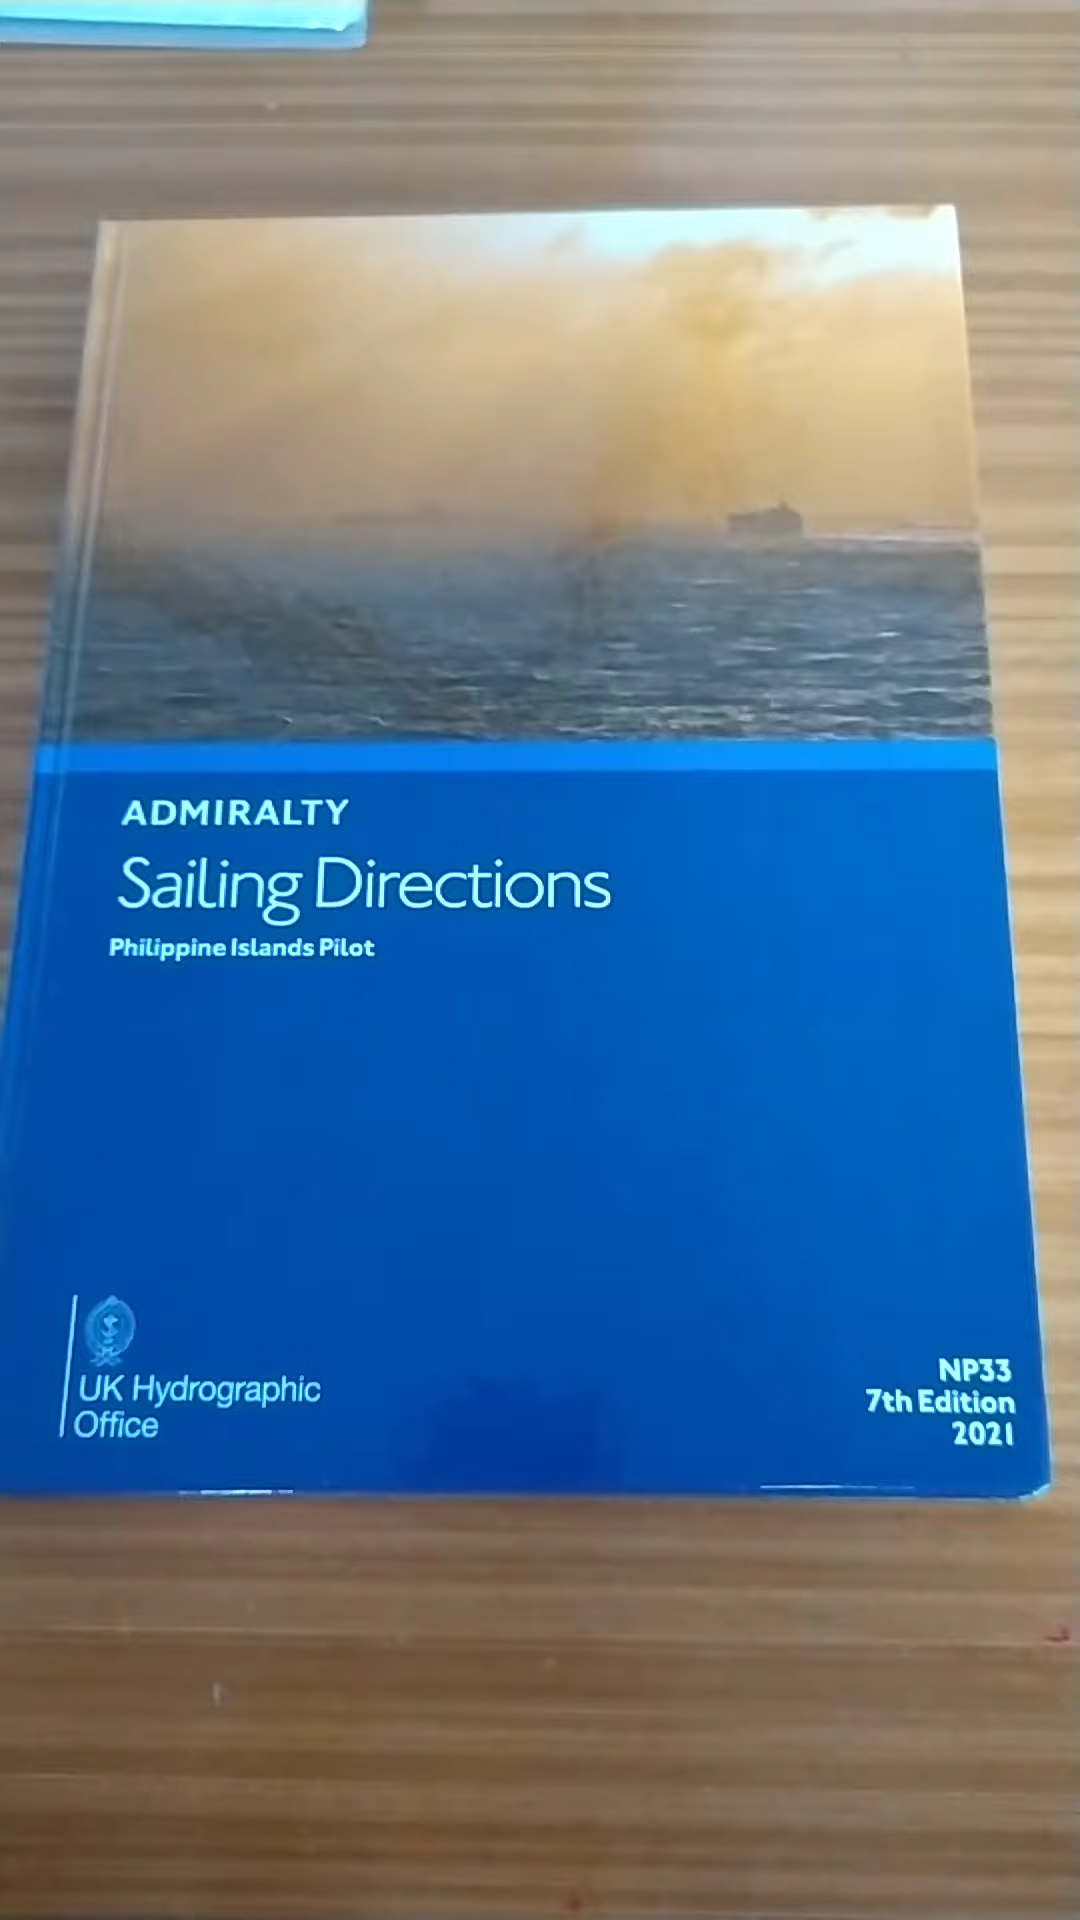 ADMIRALTY
Sailing Directions
Philippine Islands Pilot
UK Hydrographic
Office
NP33
7th Edition
2021